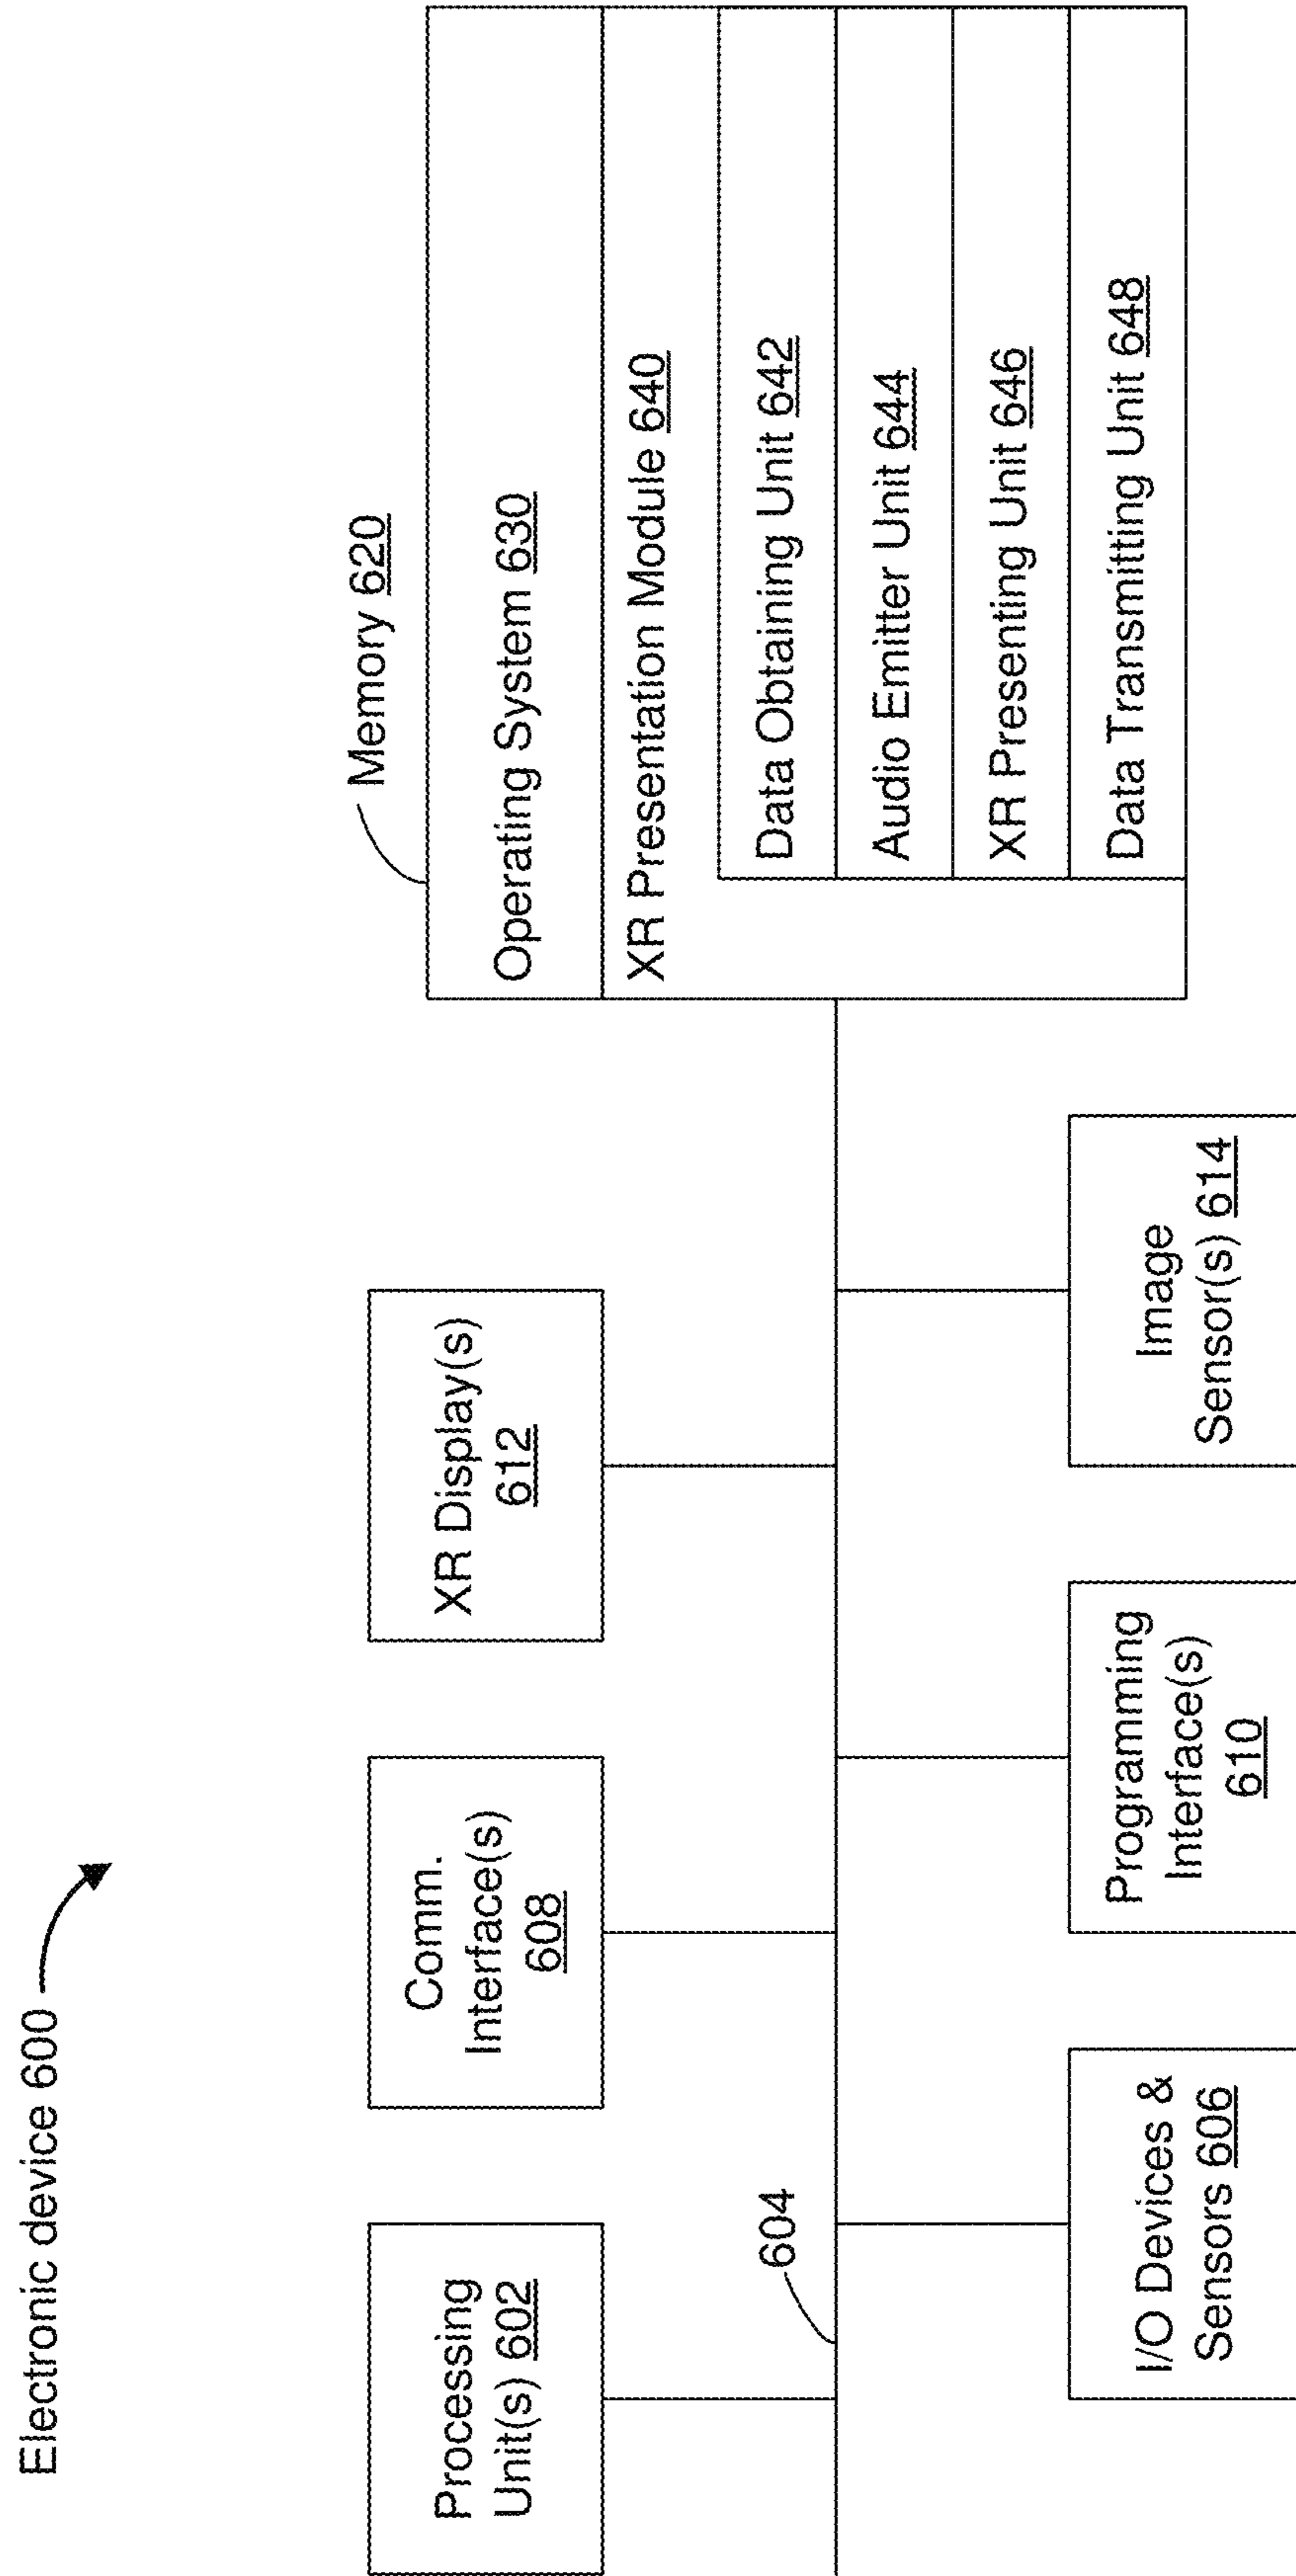 Electronic device 600
Memory 620
Operating System 630
XR Presentation Module 640
Data Obtaining Unit 642
Audio Emitter Unit 644
XR Presenting Unit 646
Data Transmitting Unit 648
Processing
Unit(s) 602
Comm.
Interface(s)
608
XR Display(s)
612
604
I/O Devices &
Sensors 606
Programming
Interface(s)
610
Image
Sensor(s) 614